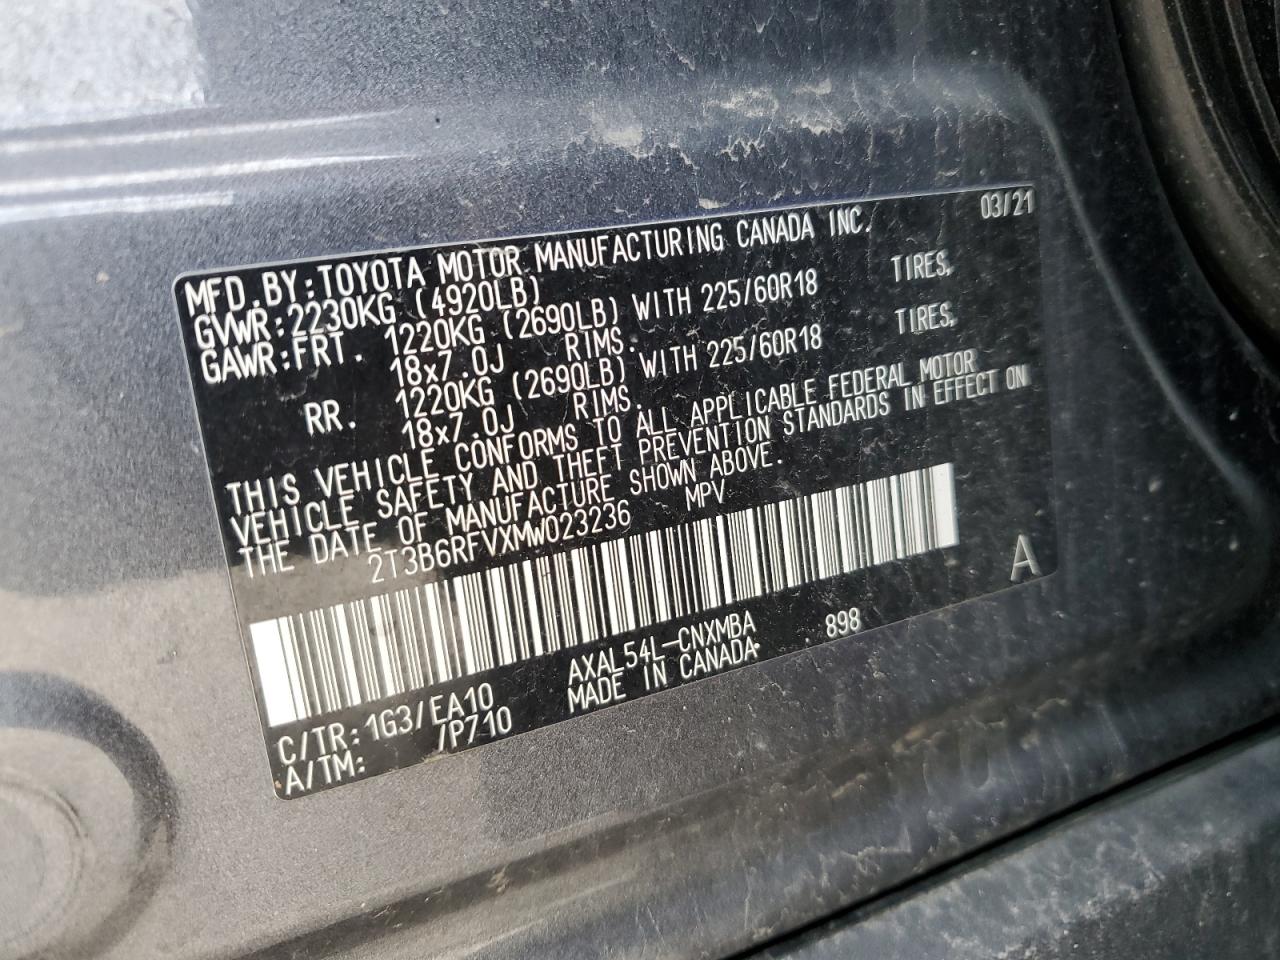 MFD.BY:TOYOTA MOTOR MANUFACTURING CANADA INC. 03/21
GVWR:2230KG (4920LB)
GAWR:FRT. 1220KG (2690LB) WITH 225/60R18 TIRES,
18x7.0J RIMS.
RR. 1220KG (2690LB) WITH 225/60R18 TIRES,
18x7.0J RIMS.
THIS VEHICLE CONFORMS TO ALL APPLICABLE FEDERAL MOTOR
VEHICLE SAFETY AND THEFT PREVENTION STANDARDS IN EFFECT ON
THE DATE OF MANUFACTURE SHOWN ABOVE.
2T3B6RFVXMW023236 MPV
A
C/TR:1G3/EA10 AXAL54L-CNXMBA 898
A/TM: /P710 MADE IN CANADA